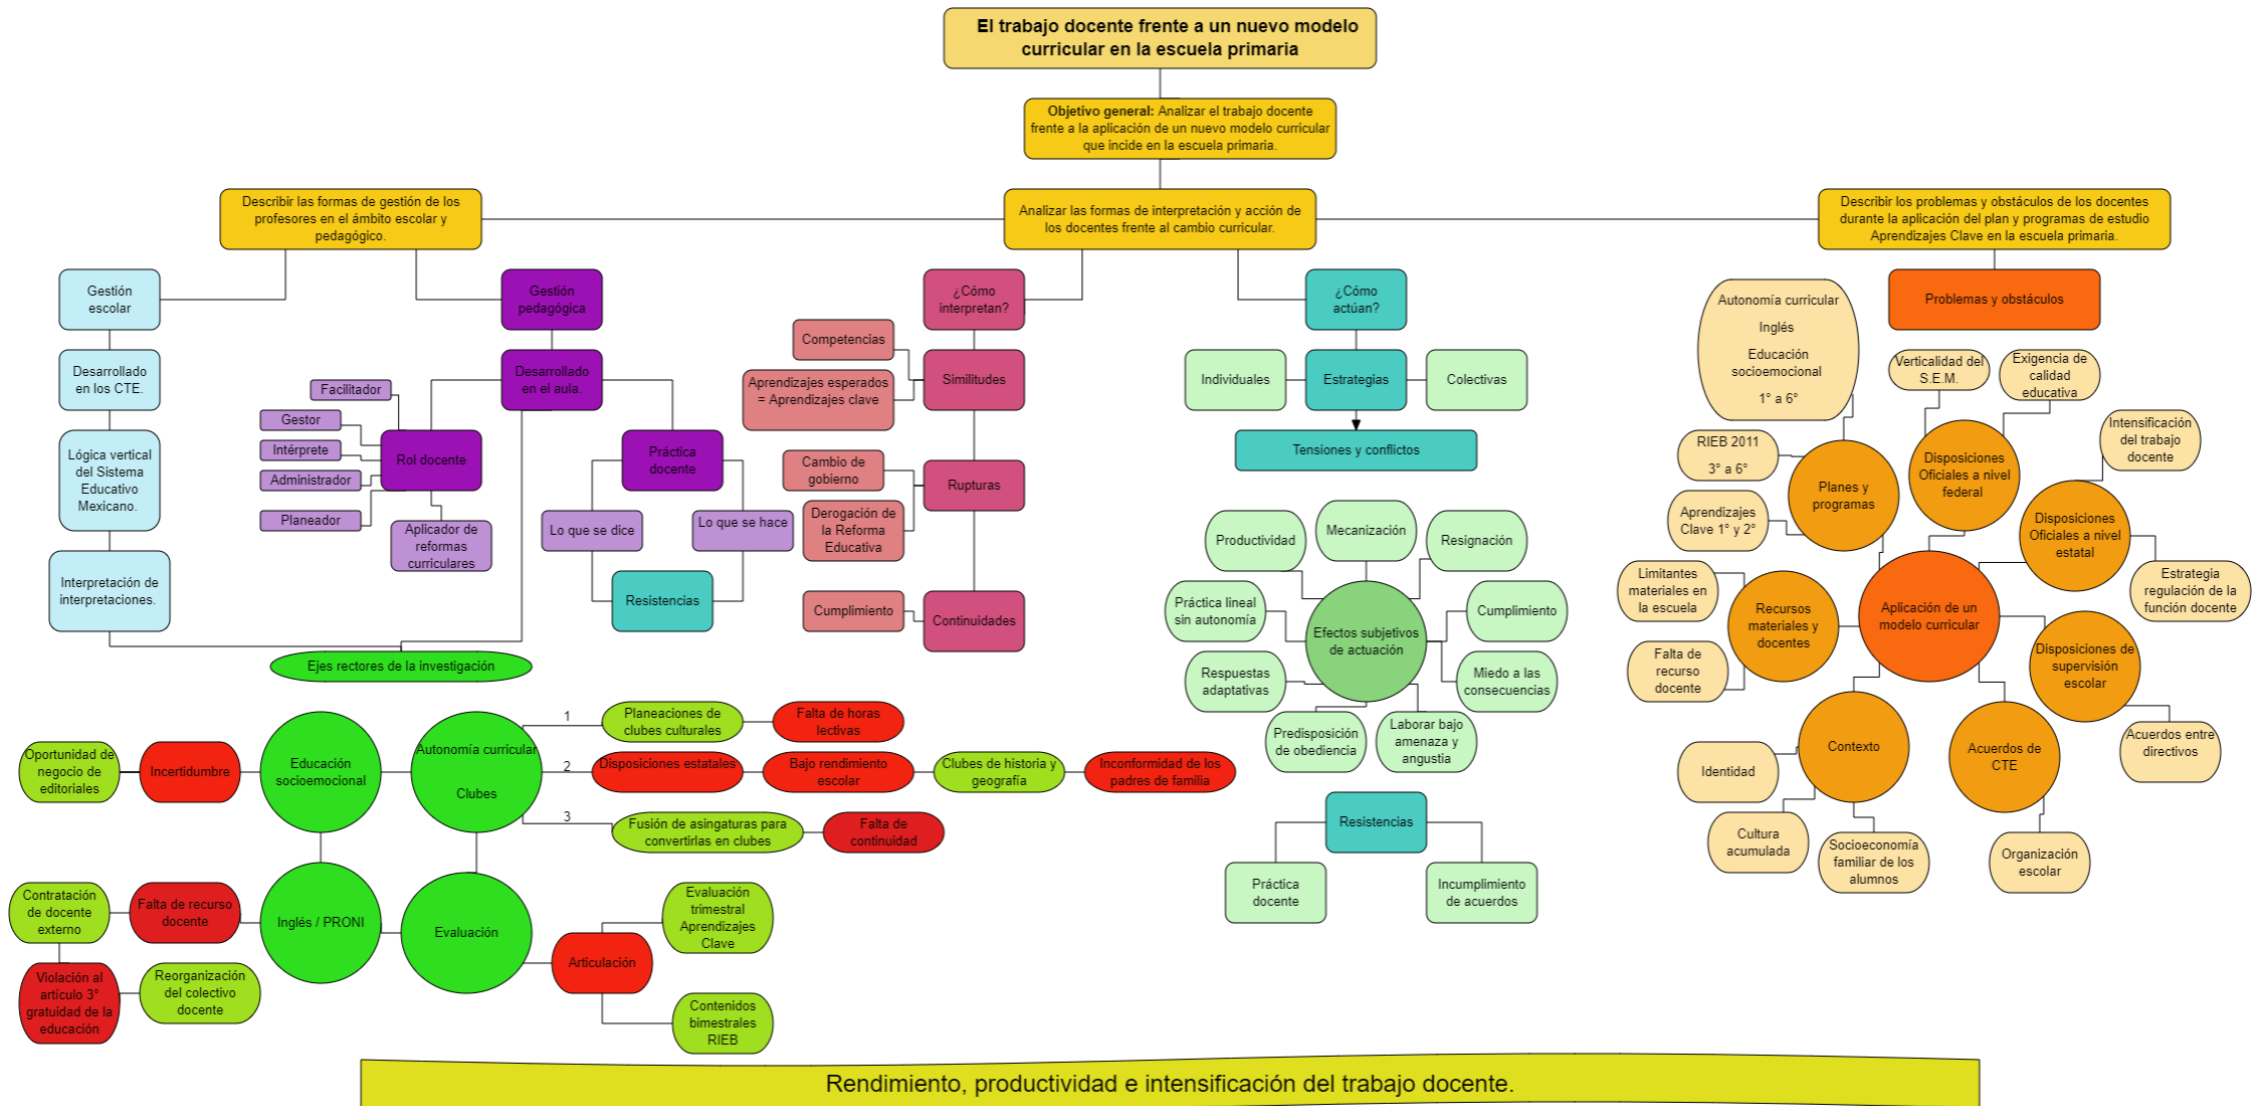 El trabajo docente frente a un nuevo modelo
curricular en la escuela primaria
Objetivo general: Analizar el trabajo docente
frente a la aplicación de un nuevo modelo curricular
que incide en la escuela primaria.
Describir las formas de gestión de los
profesores en el ámbito escolar y
pedagógico.
Analizar las formas de interpretación y acción de
los docentes frente al cambio curricular.
Describir los problemas y obstáculos de los docentes
durante la aplicación del plan y programas de estudio
Aprendizajes Clave en la escuela primaria.
Gestión
escolar
Desarrollado
en los CTE.
Lógica vertical
del Sistema
Educativo
Mexicano.
Interpretación de
interpretaciones.
Gestión
pedagógica
Desarrollado
en el aula.
Facilitador
Gestor
Intérprete
Administrador
Planeador
Rol docente
Aplicador de
reformas
curriculares
Práctica
docente
Lo que se dice
Lo que se hace
Resistencias
Ejes rectores de la investigación
¿Cómo
interpretan?
Competencias
Aprendizajes esperados
= Aprendizajes clave
Similitudes
Cambio de
gobierno
Derogación de
la Reforma
Educativa
Rupturas
Cumplimiento
Continuidades
¿Cómo
actúan?
Individuales
Estrategias
Colectivas
Tensiones y conflictos
Productividad
Mecanización
Resignación
Práctica lineal
sin autonomía
Efectos subjetivos
de actuación
Cumplimiento
Respuestas
adaptativas
Miedo a las
consecuencias
Predisposición
de obediencia
Laborar bajo
amenaza y
angustia
Resistencias
Práctica
docente
Incumplimiento
de acuerdos
Problemas y obstáculos
Autonomía curricular
Inglés
Educación
socioemocional
1° a 6°
RIEB 2011
3° a 6°
Aprendizajes
Clave 1° y 2°
Planes y
programas
Verticalidad del
S.E.M.
Exigencia de
calidad
educativa
Disposiciones
Oficiales a nivel
federal
Intensificación
del trabajo
docente
Disposiciones
Oficiales a nivel
estatal
Estrategia
regulación de la
función docente
Limitantes
materiales en
la escuela
Recursos
materiales y
docentes
Falta de
recurso
docente
Aplicación de un
modelo curricular
Disposiciones de
supervisión
escolar
Acuerdos entre
directivos
Contexto
Identidad
Cultura
acumulada
Socioeconomía
familiar de los
alumnos
Acuerdos de
CTE
Organización
escolar
Oportunidad de
negocio de
editoriales
Incertidumbre
Educación
socioemocional
Autonomía curricular
Clubes
1
Planeaciones de
clubes culturales
Falta de horas
lectivas
2
Disposiciones estatales
Bajo rendimiento
escolar
Clubes de historia y
geografía
Inconformidad de los
padres de familia
3
Fusión de asingaturas para
convertirlas en clubes
Falta de
continuidad
Contratación
de docente
externo
Falta de recurso
docente
Inglés / PRONI
Evaluación
Violación al
artículo 3°
gratuidad de la
educación
Reorganización
del colectivo
docente
Articulación
Evaluación
trimestral
Aprendizajes
Clave
Contenidos
bimestrales
RIEB
Rendimiento, productividad e intensificación del trabajo docente.